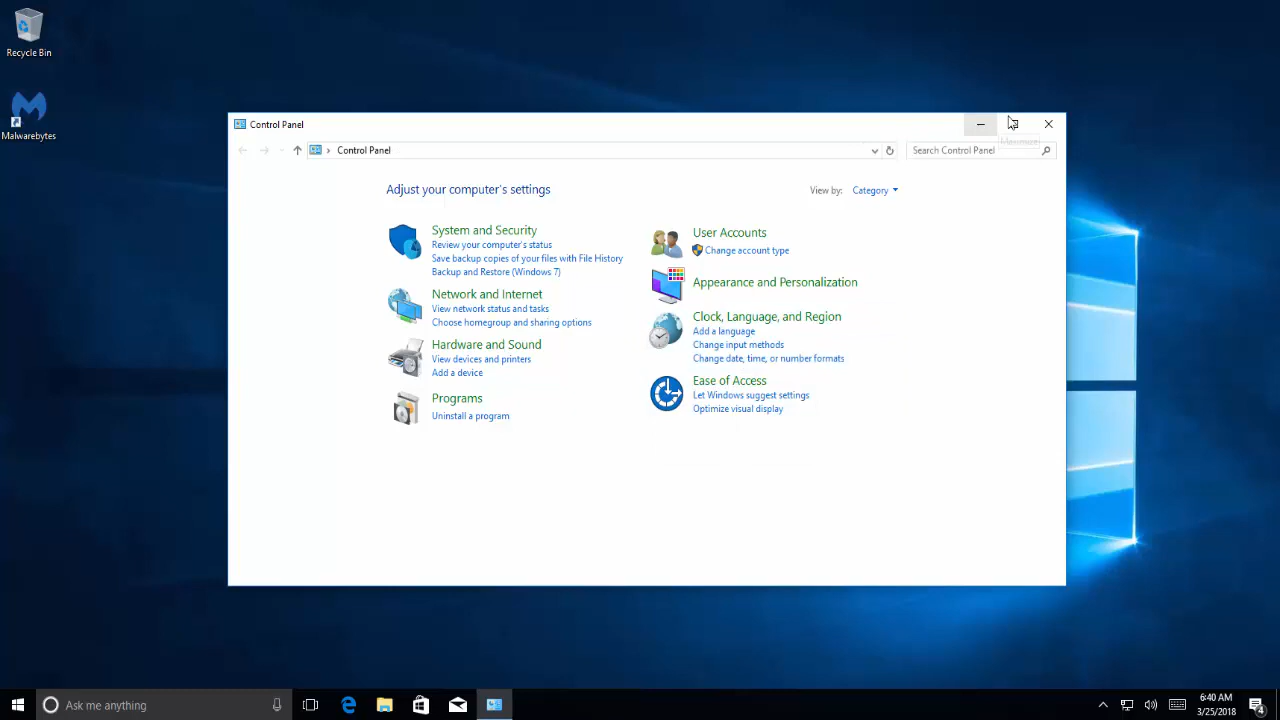 Recycle Bin
Malwarebytes
Control Panel
Control Panel
Search Control Panel
Adjust your computer's settings
View by: Category
System and Security
Review your computer's status
Save backup copies of your files with File History
Backup and Restore (Windows 7)
Network and Internet
View network status and tasks
Choose homegroup and sharing options
Hardware and Sound
View devices and printers
Add a device
Programs
Uninstall a program
User Accounts
Change account type
Appearance and Personalization
Clock, Language, and Region
Add a language
Change input methods
Change date, time, or number formats
Ease of Access
Let Windows suggest settings
Optimize visual display
Maximize
Ask me anything
6:40 AM
3/25/2018
4